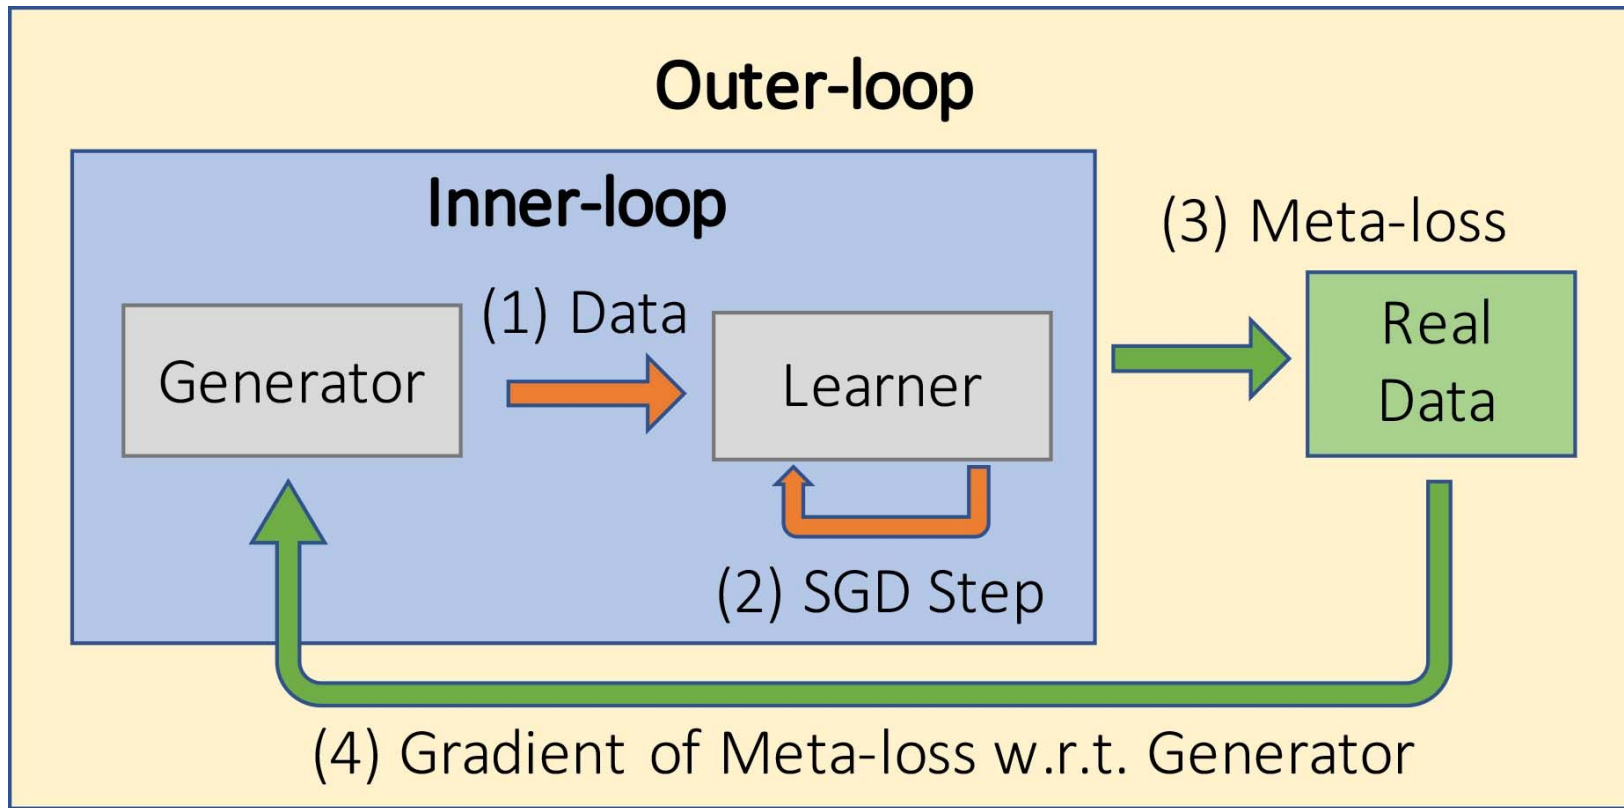 Outer-loop
Inner-loop
(1) Data
Generator
Learner
(2) SGD Step
(3) Meta-loss
Real
Data
(4) Gradient of Meta-loss w.r.t. Generator